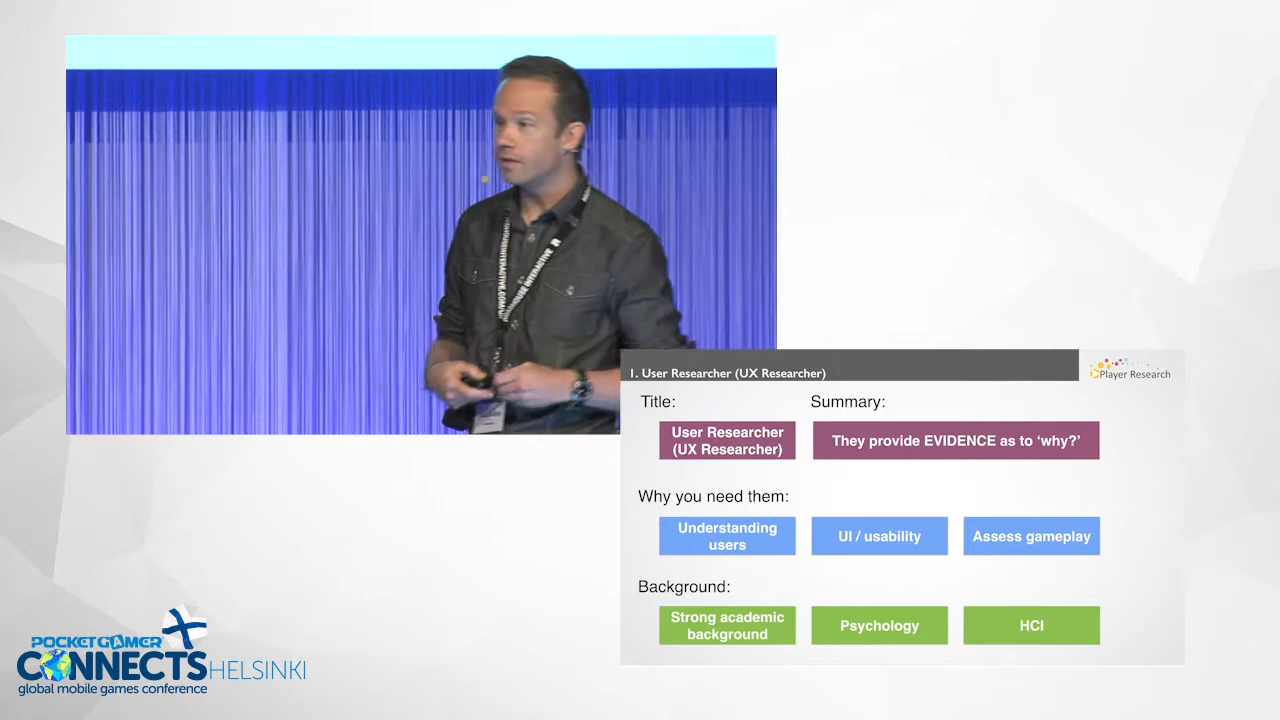 HOUSE INTERACTIVE
1. User Researcher (UX Researcher)
Player Research
Title:
Summary:
User Researcher
(UX Researcher)
They provide EVIDENCE as to ‘why?’
Why you need them:
Understanding
users
UI / usability
Assess gameplay
Background:
Strong academic
background
Psychology
HCI
POCKETGAMER
CONNECTS HELSINKI
global mobile games conference